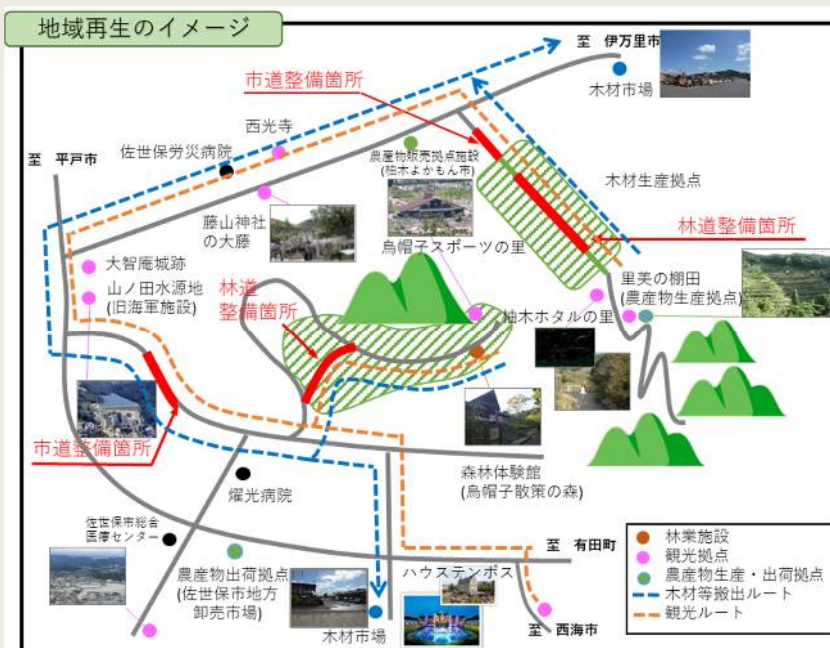 地域再生のイメージ
至 伊万里市
市道整備箇所
木材市場
西光寺
佐世保労災病院
農産物販売拠点施設
(柚木よかもん市)
至 平戸市
木材生産拠点
藤山神社
の大藤
烏帽子スポーツの里
林道整備箇所
大智庵城跡
山ノ田水源地
(旧海軍施設)
林道
整備箇所
里美の棚田
(農産物生産拠点)
柚木ホタルの里
市道整備箇所
森林体験館
(烏帽子散策の森)
燿光病院
佐世保市総合
医療センター
至 有田町
農産物出荷拠点
(佐世保市地方
卸売市場)
ハウステンボス
木材市場
至 西海市
林業施設
観光拠点
農産物生産・出荷拠点
木材等搬出ルート
観光ルート